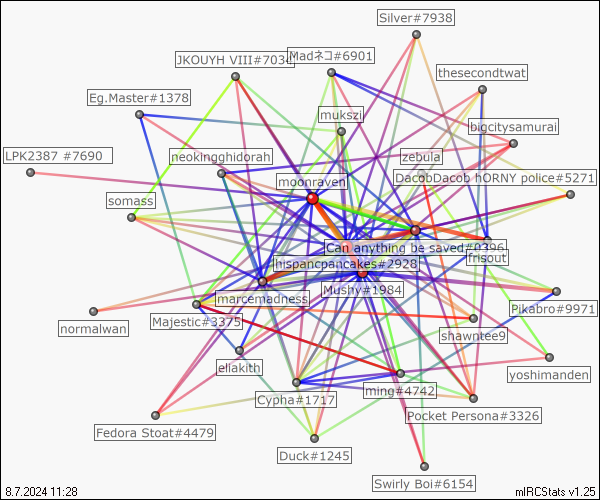 Silver#7938
JKOUYH VIII#7034
Madネコ#6901
thesecondtwat
Eg.Master#1378
mukszi
bigcitysamurai
LPK2387 #7690
neokingghidorah
zebula
moonraven
DacobDacob hORNY police#5271
somass
Can anything be saved#0396
frisout
hispancpancakes#2928
Mushy#1984
marcemadness
Pikabro#9971
normalwan
Majestic#3375
shawntee9
ellakith
yoshimanden
Cypha#1717
ming#4742
Pocket Persona#3326
Fedora Stoat#4479
Duck#1245
Swirly Boi#6154
8.7.2024 11:28
mIRCStats v1.25